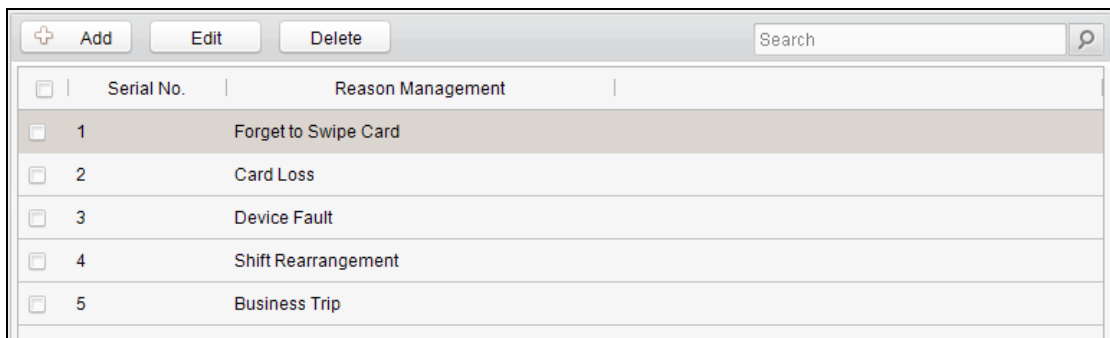 Add Edit Delete Search
Serial No. Reason Management
1 Forget to Swipe Card
2 Card Loss
3 Device Fault
4 Shift Rearrangement
5 Business Trip